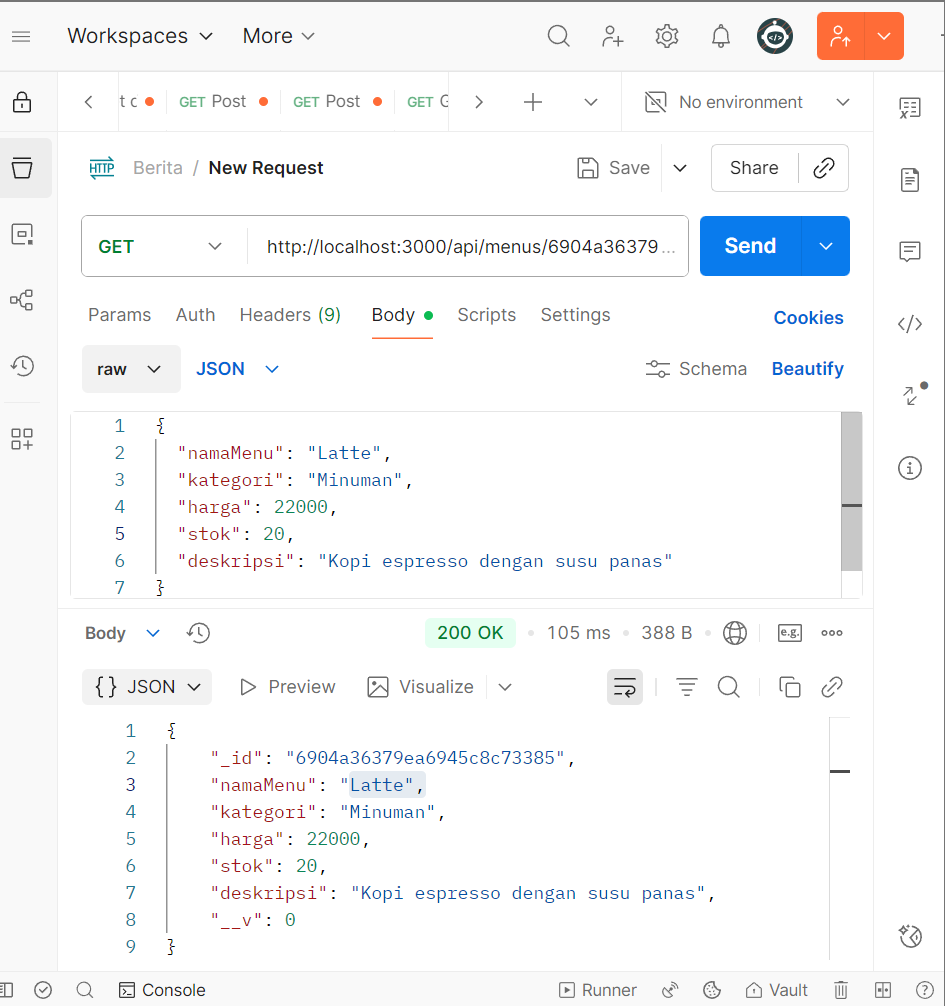 Workspaces More
t c GET Post GET Post GET No environment
HTTP Berita / New Request Save Share
GET http://localhost:3000/api/menus/6904a36379... Send
Params Auth Headers (9) Body Scripts Settings Cookies
raw JSON Schema Beautify
1 {
2 "namaMenu": "Latte",
3 "kategori": "Minuman",
4 "harga": 22000,
5 "stok": 20,
6 "deskripsi": "Kopi espresso dengan susu panas"
7 }
Body 200 OK • 105 ms • 388 B • e.g. ooo
{} JSON Preview Visualize
1 {
2 "_id": "6904a36379ea6945c8c73385",
3 "namaMenu": "Latte",
4 "kategori": "Minuman",
5 "harga": 22000,
6 "stok": 20,
7 "deskripsi": "Kopi espresso dengan susu panas",
8 "__v": 0
9 }
Console Runner Vault